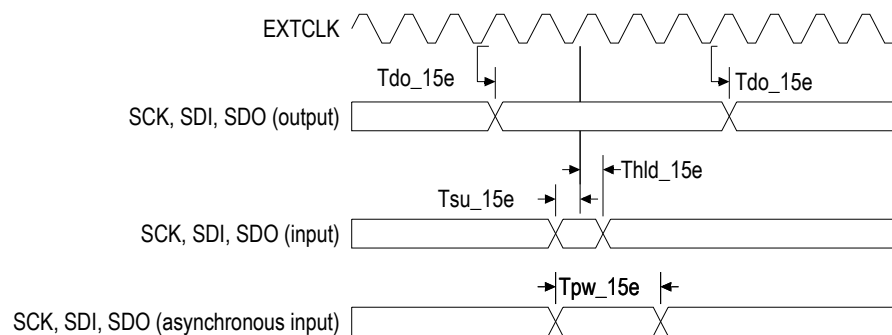 EXTCLK
Tdo_15e
Tdo_15e
SCK, SDI, SDO (output)
Thld_15e
Tsu_15e
SCK, SDI, SDO (input)
Tpw_15e
SCK, SDI, SDO (asynchronous input)